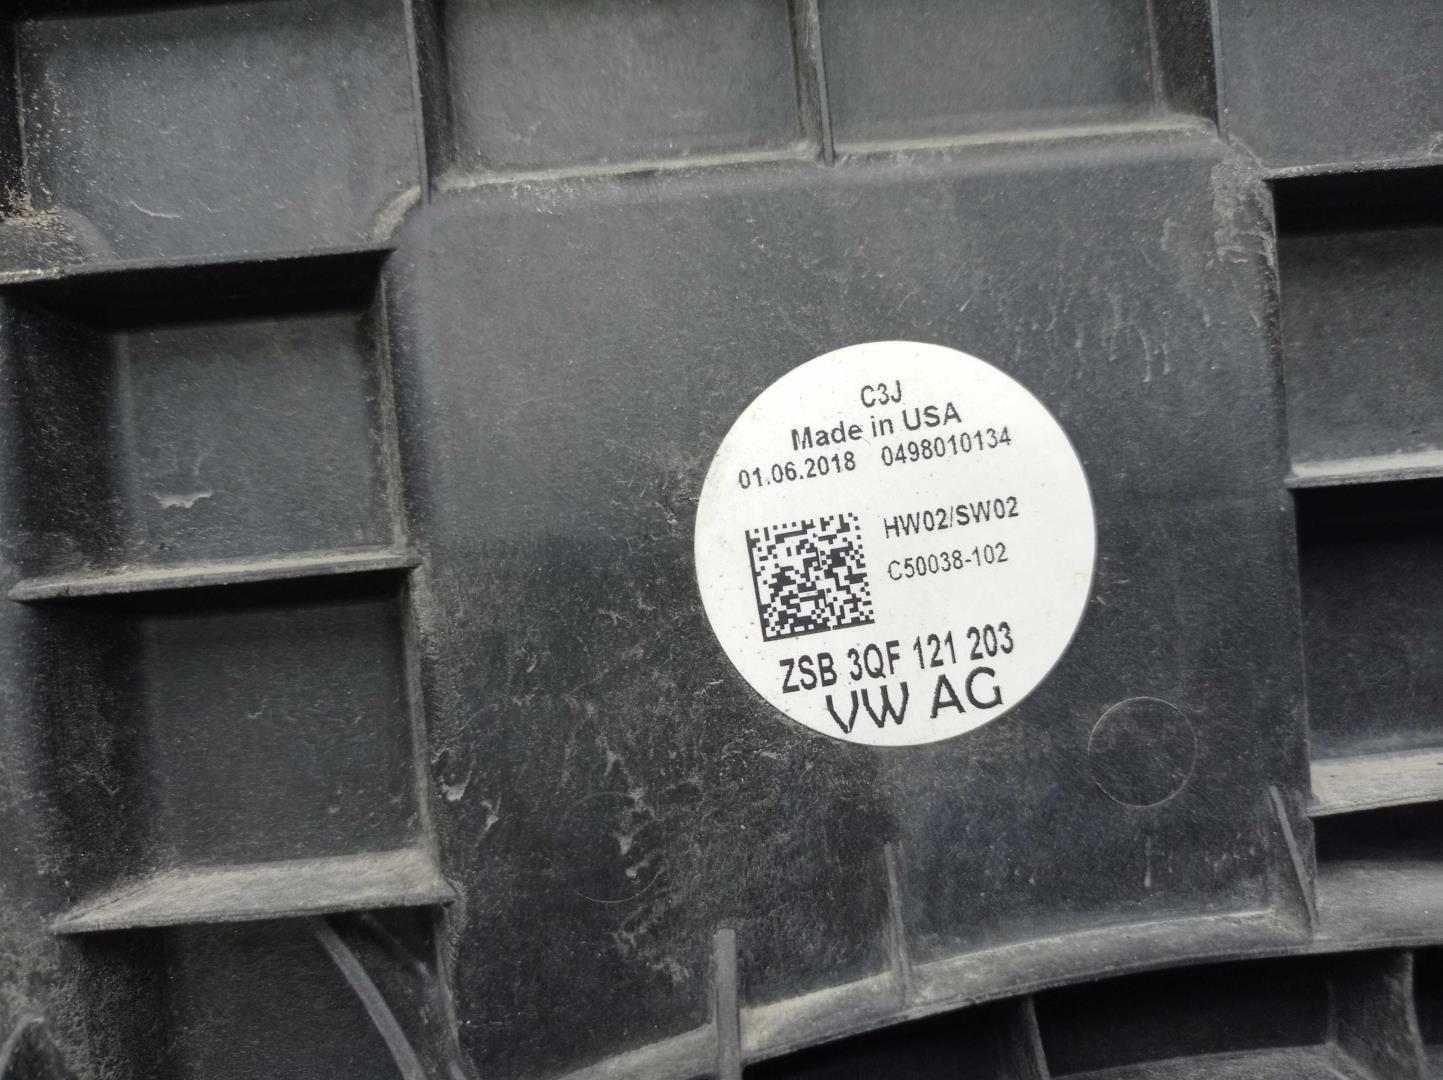 C3J
Made in USA
01.06.2018 0498010134
HW02/SW02
C50038-102
ZSB 3QF 121 203
VW AG